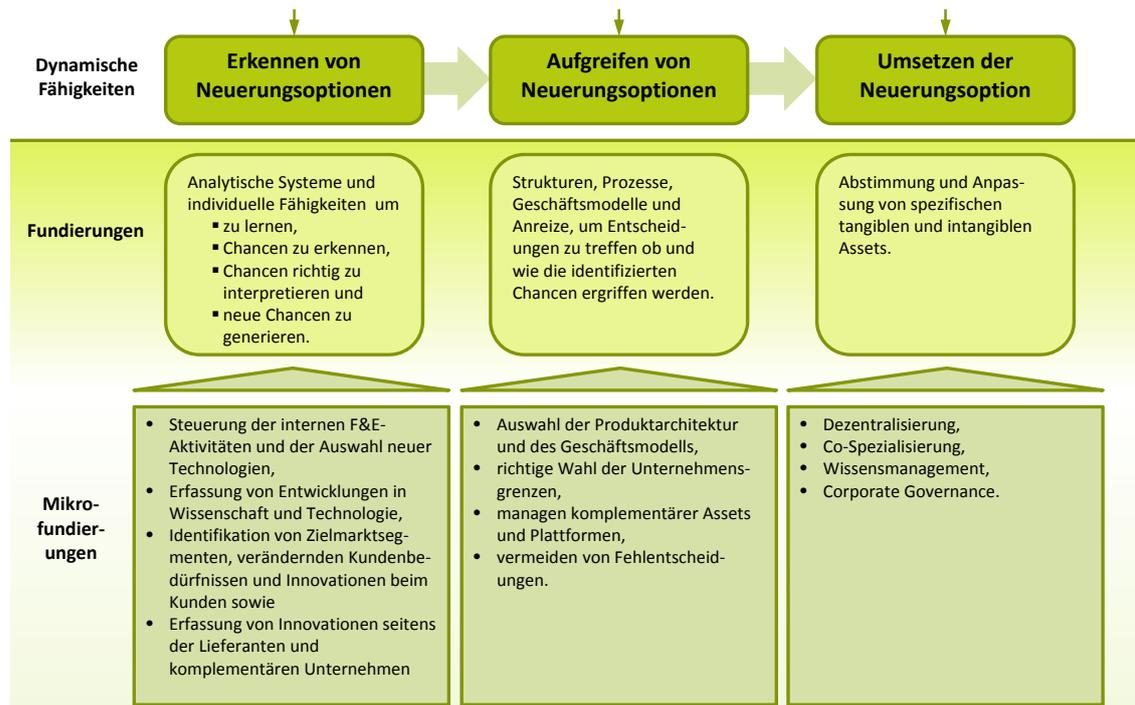 Dynamische
Fähigkeiten
Erkennen von
Neuerungsoptionen
Aufgreifen von
Neuerungsoptionen
Umsetzen der
Neuerungsoption
Fundierungen
Analytische Systeme und
individuelle Fähigkeiten um
▪ zu lernen,
▪ Chancen zu erkennen,
▪ Chancen richtig zu
interpretieren und
▪ neue Chancen zu
generieren.
Strukturen, Prozesse,
Geschäftsmodelle und
Anreize, um Entscheid-
ungen zu treffen ob und
wie die identifizierten
Chancen ergriffen werden.
Abstimmung und Anpas-
sung von spezifischen
tangiblen und intangiblen
Assets.
Mikro-
fundier-
ungen
• Steuerung der internen F&E-
Aktivitäten und der Auswahl neuer
Technologien,
• Erfassung von Entwicklungen in
Wissenschaft und Technologie,
• Identifikation von Zielmarktseg-
menten, verändernden Kundenbe-
dürfnissen und Innovationen beim
Kunden sowie
• Erfassung von Innovationen seitens
der Lieferanten und
komplementären Unternehmen
• Auswahl der Produktarchitektur
und des Geschäftsmodells,
• richtige Wahl der Unternehmens-
grenzen,
• managen komplementärer Assets
und Plattformen,
• vermeiden von Fehlentscheid-
ungen.
• Dezentralisierung,
• Co-Spezialisierung,
• Wissensmanagement,
• Corporate Governance.